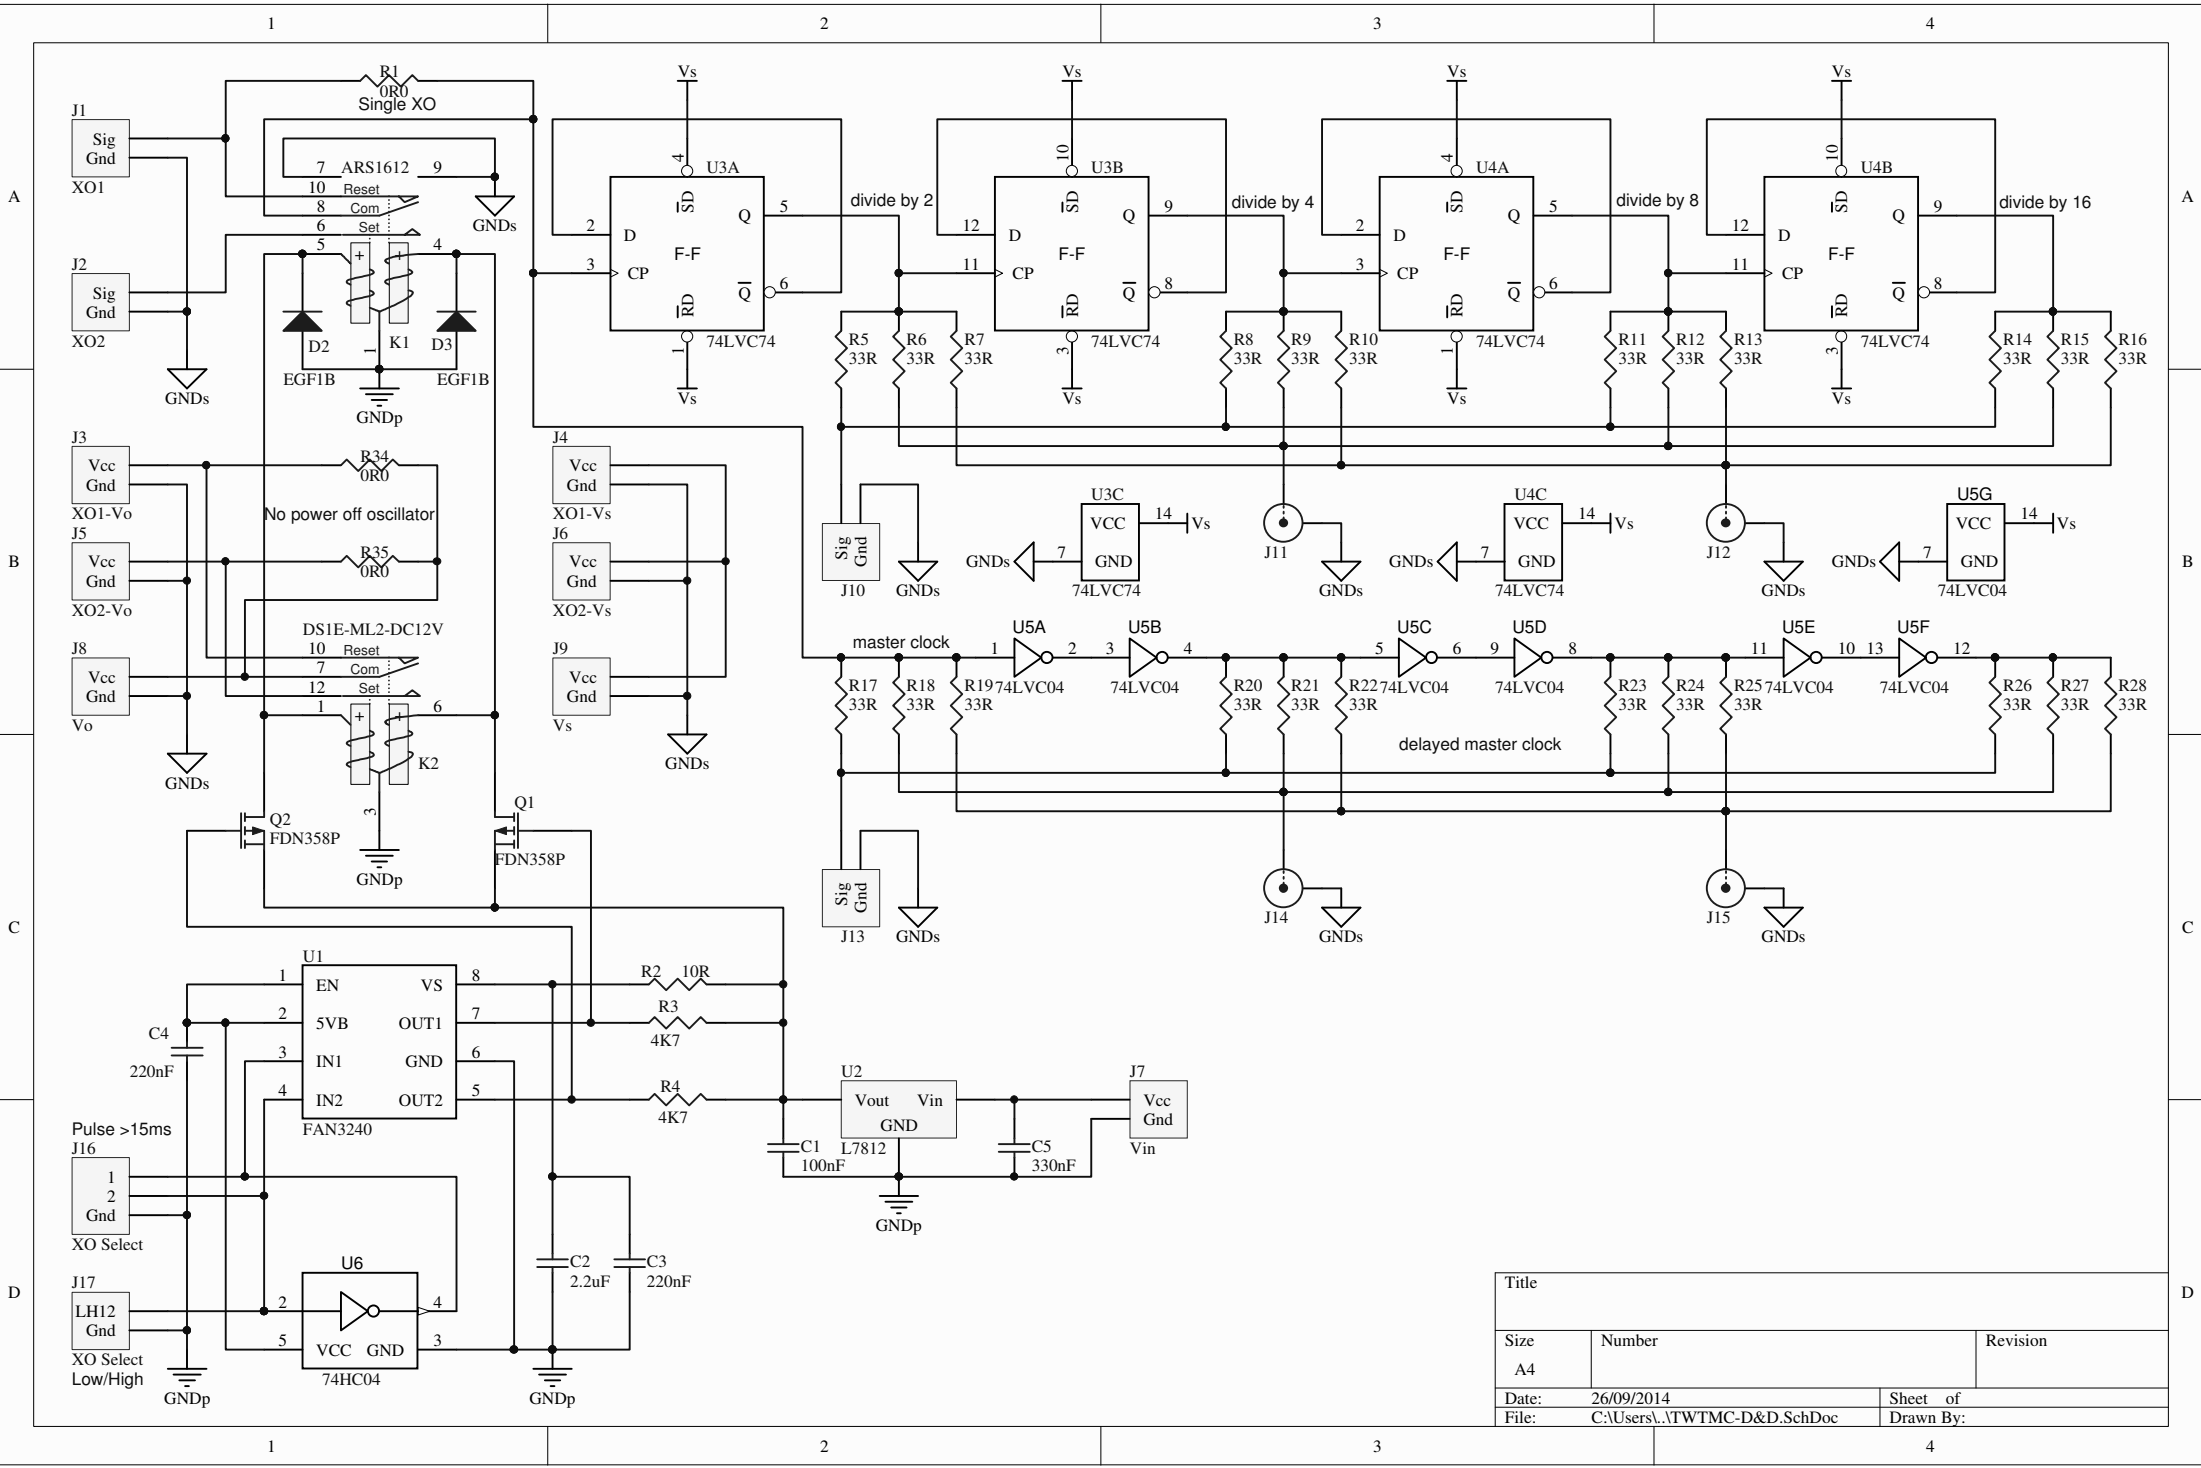 1 2 3 4
A A
B B
C C
D D
1 2 3 4
R1
0R0
Single XO
J1
Sig
Gnd
XO1
7 ARS1612 9
10 Reset
8 Com
6 Set
5 4
GNDs
J2
Sig
Gnd
XO2
GNDs
+ +
D2 K1 D3
1
EGF1B EGF1B
GNDp
J3
Vcc
Gnd
XO1-Vo
R34
0R0
No power off oscillator
J5
Vcc
Gnd
XO2-Vo
R35
0R0
J8
Vcc
Gnd
Vo
GNDs
DS1E-ML2-DC12V
10 Reset
7 Com
12 Set
1 6
+ +
K2
3
GNDp
Q2
FDN358P
Q1
FDN358P
J4
Vcc
Gnd
XO1-Vs
J6
Vcc
Gnd
XO2-Vs
J9
Vcc
Gnd
Vs
GNDs
Vs
4
U3A
SD
2 D
Q 5
F-F
3 CP
Q 6
RD
1
74LVC74
Vs
divide by 2
Vs
10
U3B
SD
12 D
Q 9
F-F
11 CP
Q 8
RD
3
74LVC74
Vs
divide by 4
Vs
4
U4A
SD
2 D
Q 5
F-F
3 CP
Q 6
RD
1
74LVC74
Vs
divide by 8
Vs
10
U4B
SD
12 D
Q 9
F-F
11 CP
Q 8
RD
3
74LVC74
Vs
divide by 16
R5 R6 R7
33R 33R 33R
R8 R9 R10
33R 33R 33R
R11 R12 R13
33R 33R 33R
R14 R15 R16
33R 33R 33R
Sig
Gnd
J10
GNDs
U3C
VCC 14 Vs
GNDs 7 GND
74LVC74
J11
GNDs
U4C
VCC 14 Vs
GNDs 7 GND
74LVC74
J12
GNDs
U5G
VCC 14 Vs
GNDs 7 GND
74LVC04
master clock
U5A
1 2
74LVC04
U5B
3 4
74LVC04
U5C
5 6
74LVC04
U5D
9 8
74LVC04
U5E
11 10
74LVC04
U5F
13 12
74LVC04
R17 R18 R19
33R 33R 33R
R20 R21 R22
33R 33R 33R
R23 R24 R25
33R 33R 33R
R26 R27 R28
33R 33R 33R
delayed master clock
Sig
Gnd
J13
GNDs
J14
GNDs
J15
GNDs
U1
1 EN VS 8
2 5VB OUT1 7
3 IN1 GND 6
4 IN2 OUT2 5
FAN3240
C4
220nF
R2 10R
R3
4K7
R4
4K7
U2
Vout Vin
GND
L7812
J7
Vcc
Gnd
Vin
C1
100nF
C5
330nF
GNDp
Pulse >15ms
J16
1
2
Gnd
XO Select
J17
LH12
Gnd
XO Select
Low/High
GNDp
U6
2 4
5 VCC GND 3
74HC04
C2
2.2uF
C3
220nF
GNDp
Title
Size Number Revision
A4
Date: 26/09/2014 Sheet of
File: C:\Users\..\TWTMC-D&D.SchDoc Drawn By: